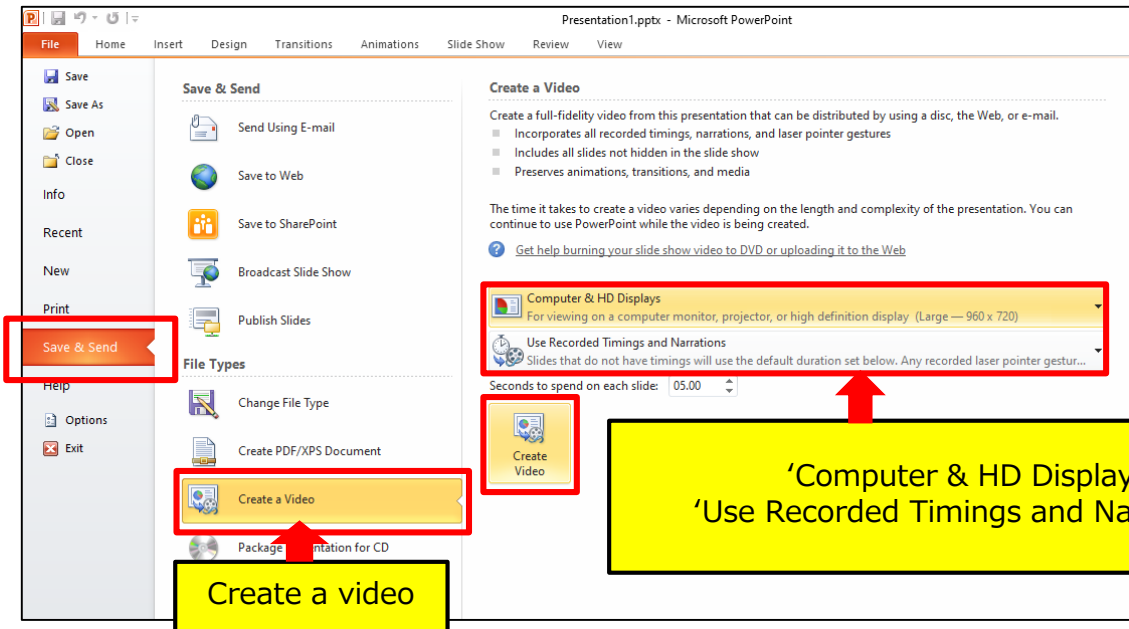 Presentation1.pptx - Microsoft PowerPoint
File Home Insert Design Transitions Animations Slide Show Review View
Save
Save As
Open
Close
Info
Recent
New
Print
Save & Send
Help
Options
Exit
Save & Send
Send Using E-mail
Save to Web
Save to SharePoint
Broadcast Slide Show
Publish Slides
File Types
Change File Type
Create PDF/XPS Document
Create a Video
Package for CD
Create a video
Create a Video
Create a full-fidelity video from this presentation that can be distributed by using a disc, the Web, or e-mail.
Incorporates all recorded timings, narrations, and laser pointer gestures
Includes all slides not hidden in the slide show
Preserves animations, transitions, and media
The time it takes to create a video varies depending on the length and complexity of the presentation. You can
continue to use PowerPoint while the video is being created.
Get help burning your slide show video to DVD or uploading it to the Web
Computer & HD Displays
For viewing on a computer monitor, projector, or high definition display (Large — 960 x 720)
Use Recorded Timings and Narrations
Slides that do not have timings will use the default duration set below. Any recorded laser pointer gestur...
Seconds to spend on each slide: 05.00
Create
Video
‘Computer & HD Display
‘Use Recorded Timings and Na